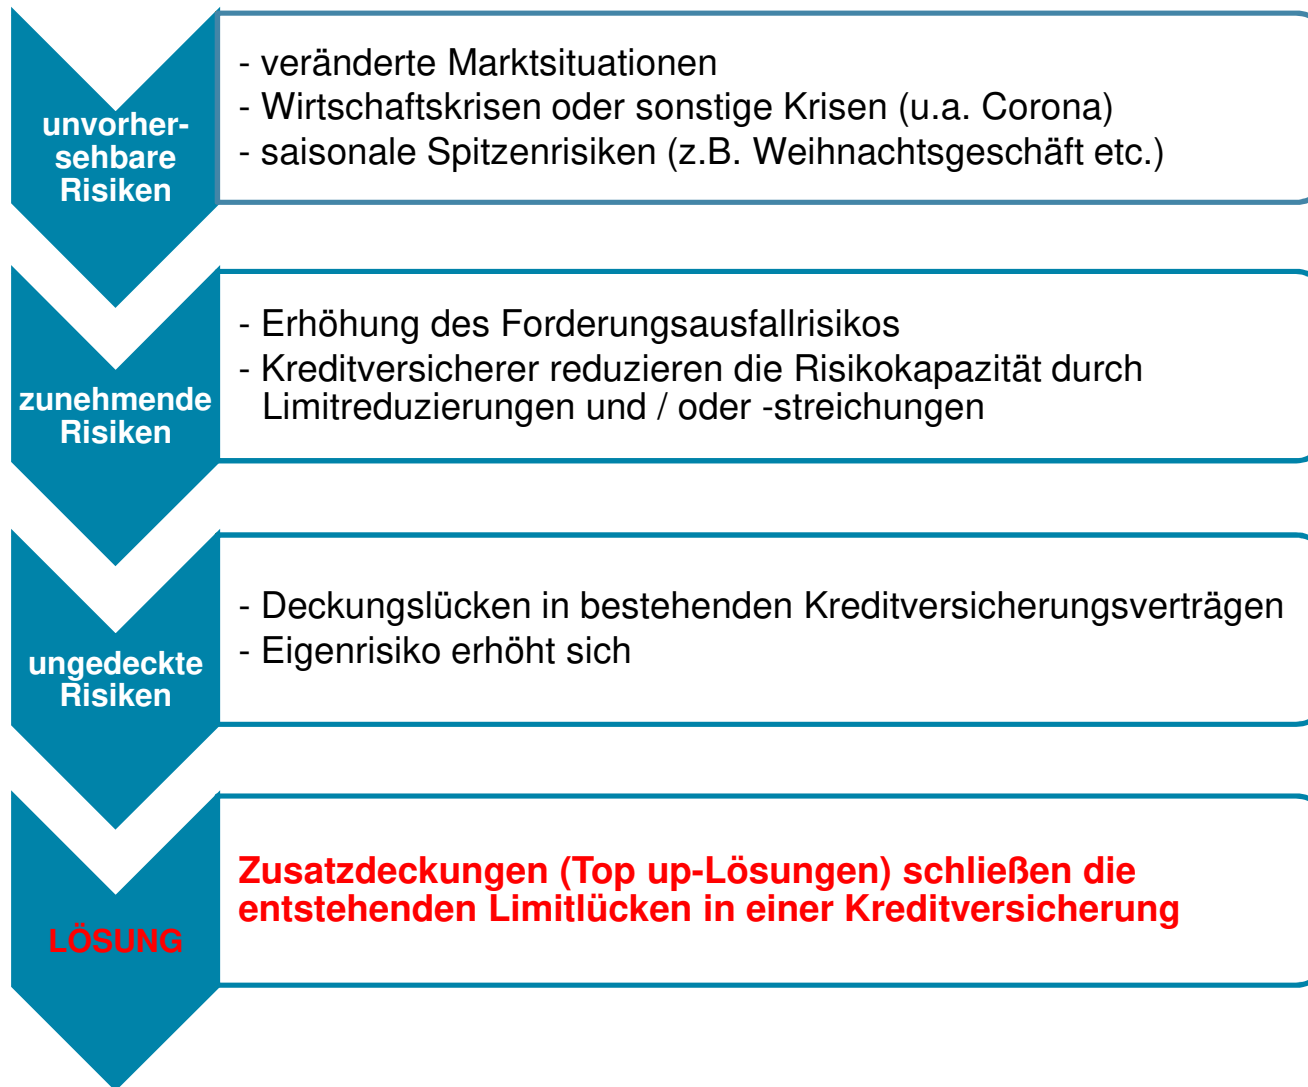 unvorher-
sehbare
Risiken
- veränderte Marktsituationen
- Wirtschaftskrisen oder sonstige Krisen (u.a. Corona)
- saisonale Spitzenrisiken (z.B. Weihnachtsgeschäft etc.)
zunehmende
Risiken
- Erhöhung des Forderungsausfallrisikos
- Kreditversicherer reduzieren die Risikokapazität durch
Limitreduzierungen und / oder -streichungen
ungedeckte
Risiken
- Deckungslücken in bestehenden Kreditversicherungsverträgen
- Eigenrisiko erhöht sich
LÖSUNG
Zusatzdeckungen (Top up-Lösungen) schließen die
entstehenden Limitlücken in einer Kreditversicherung